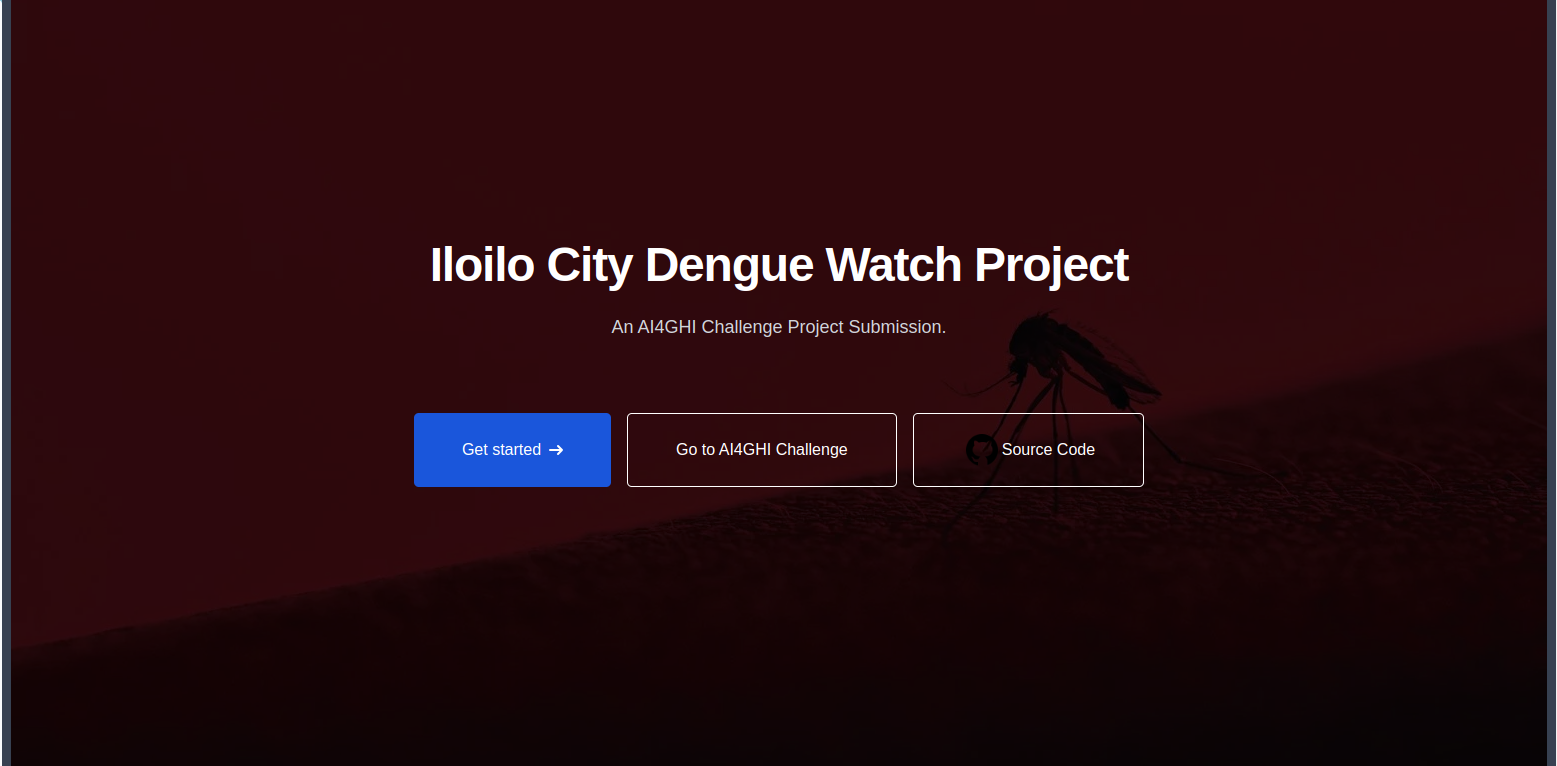 Iloilo City Dengue Watch Project
An AI4GHI Challenge Project Submission.
Get started
Go to AI4GHI Challenge
Source Code